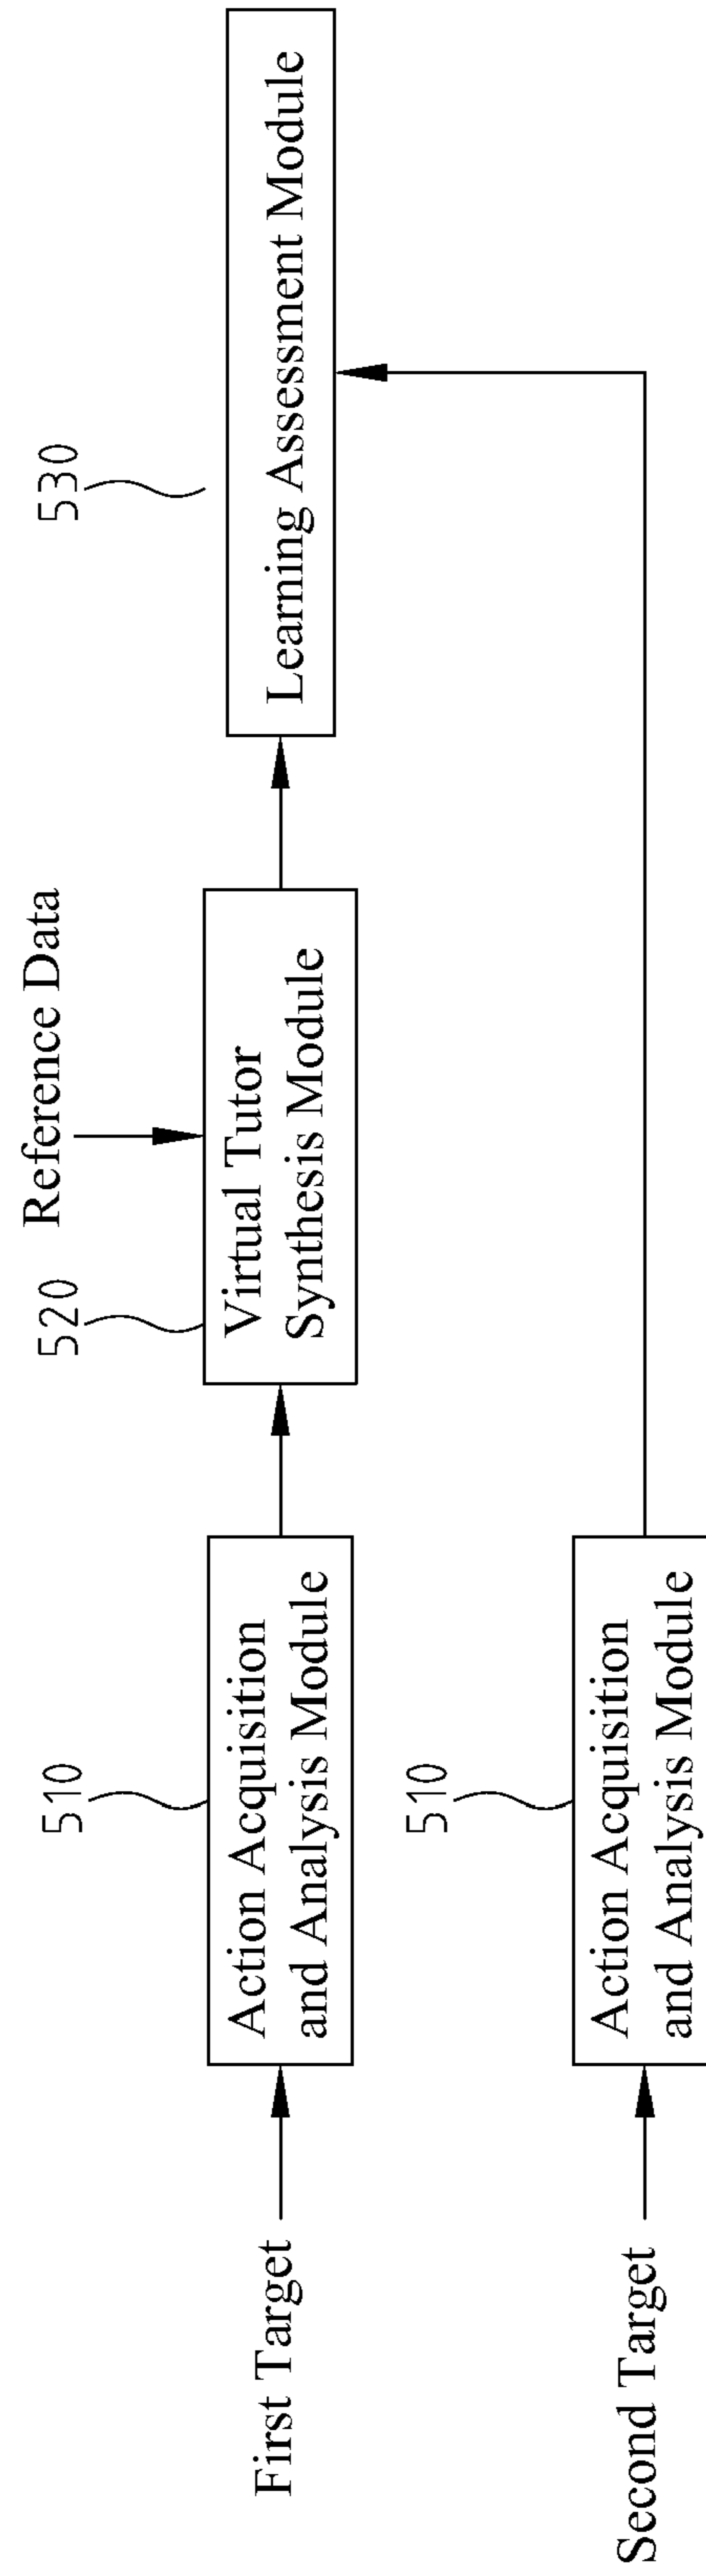 Reference Data
510
520
530
First Target
Action Acquisition
and Analysis Module
Virtual Tutor
Synthesis Module
Learning Assessment Module
510
Second Target
Action Acquisition
and Analysis Module